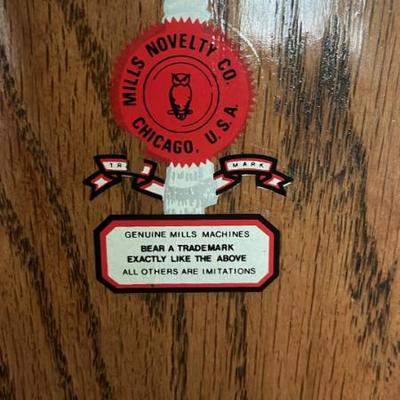 MILLS NOVELTY CO.
CHICAGO, U.S.A.
TR MARK
GENUINE MILLS MACHINES
BEAR A TRADEMARK
EXACTLY LIKE THE ABOVE
ALL OTHERS ARE IMITATIONS